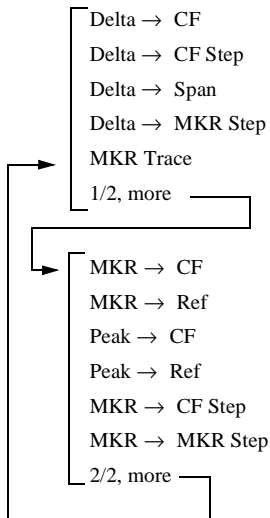 Delta → CF
Delta → CF Step
Delta → Span
Delta → MKR Step
MKR Trace
1/2, more
MKR → CF
MKR → Ref
Peak → CF
Peak → Ref
MKR → CF Step
MKR → MKR Step
2/2, more